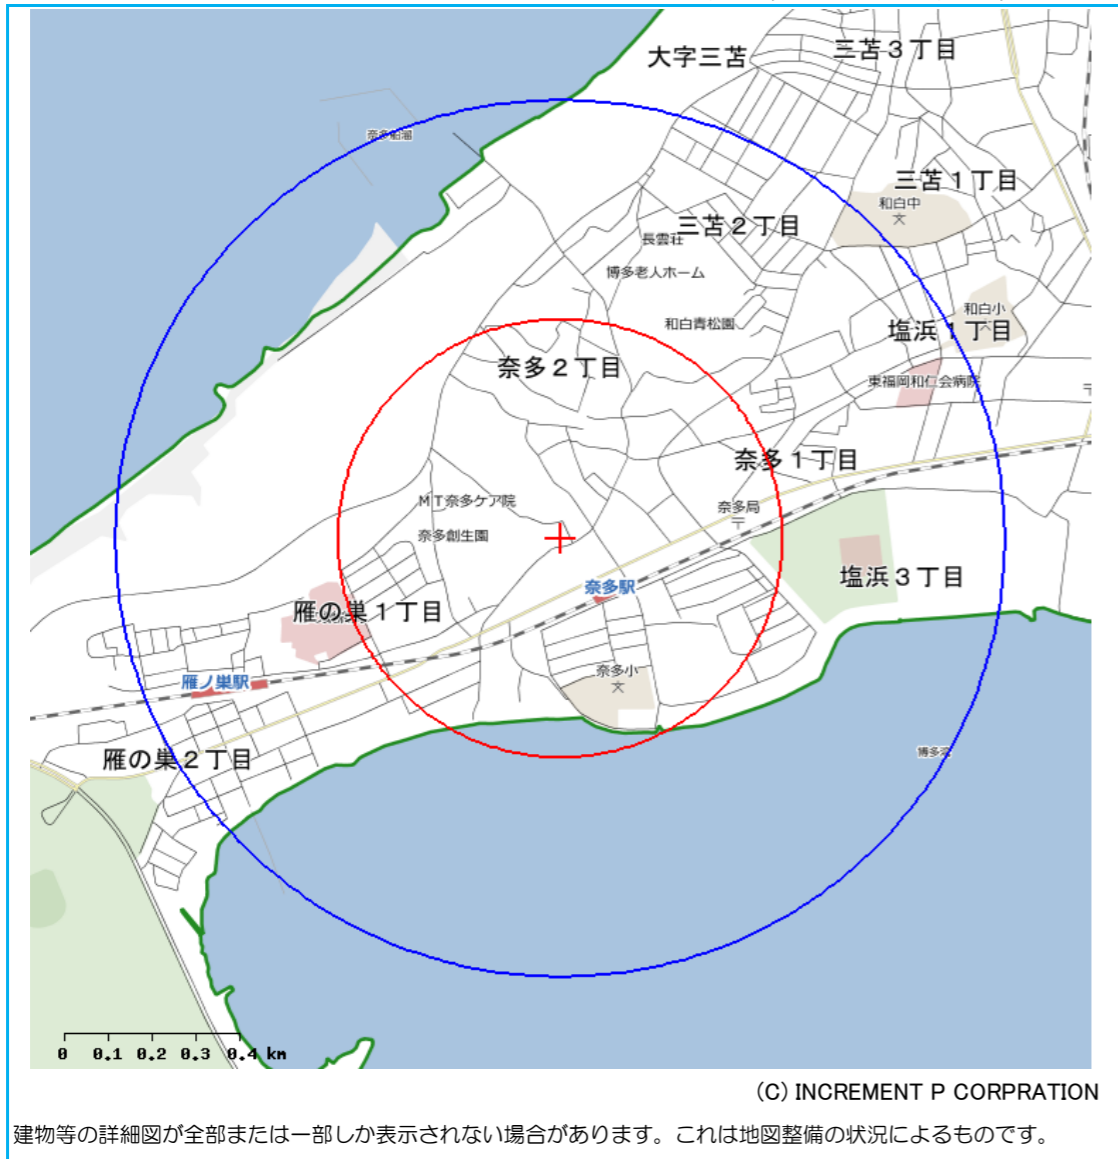 大字三苫
三苫３丁目
奈多船溜
三苫１丁目
和白中
三苫２丁目
長雲荘
博多老人ホーム
和白青松園
和白小
塩浜１丁目
奈多２丁目
東福岡和仁会病院
奈多１丁目
ＭＴ奈多ケア院
奈多局
奈多創生園
塩浜３丁目
奈多駅
雁の巣１丁目
奈多小
雁ノ巣駅
雁の巣２丁目
0 0.1 0.2 0.3 0.4 km
(C) INCREMENT P CORPRATION
建物等の詳細図が全部または一部しか表示されない場合があります。これは地図整備の状況によるものです。